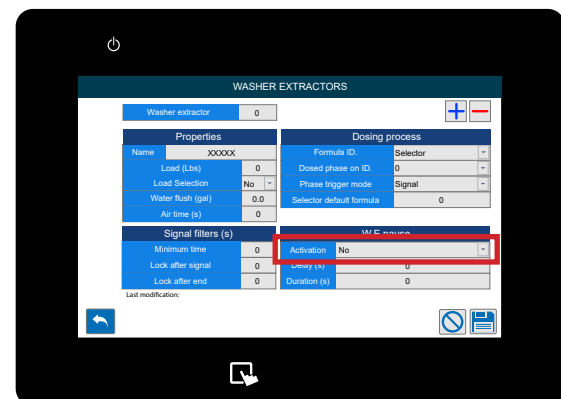 WASHER EXTRACTORS
Washer extractor 0
Properties
Name XXXXX
Load (Lbs) 0
Load Selection No
Water flush (gal) 0.0
Air time (s) 0
Dosing process
Formula ID. Selector
Dosed phase on ID. 0
Phase trigger mode Signal
Selector default formula 0
Signal filters (s)
Minimum time 0
Lock after signal 0
Lock after end 0
W.E pause
Activation No
Delay (s) 0
Duration (s) 0
Last modification: